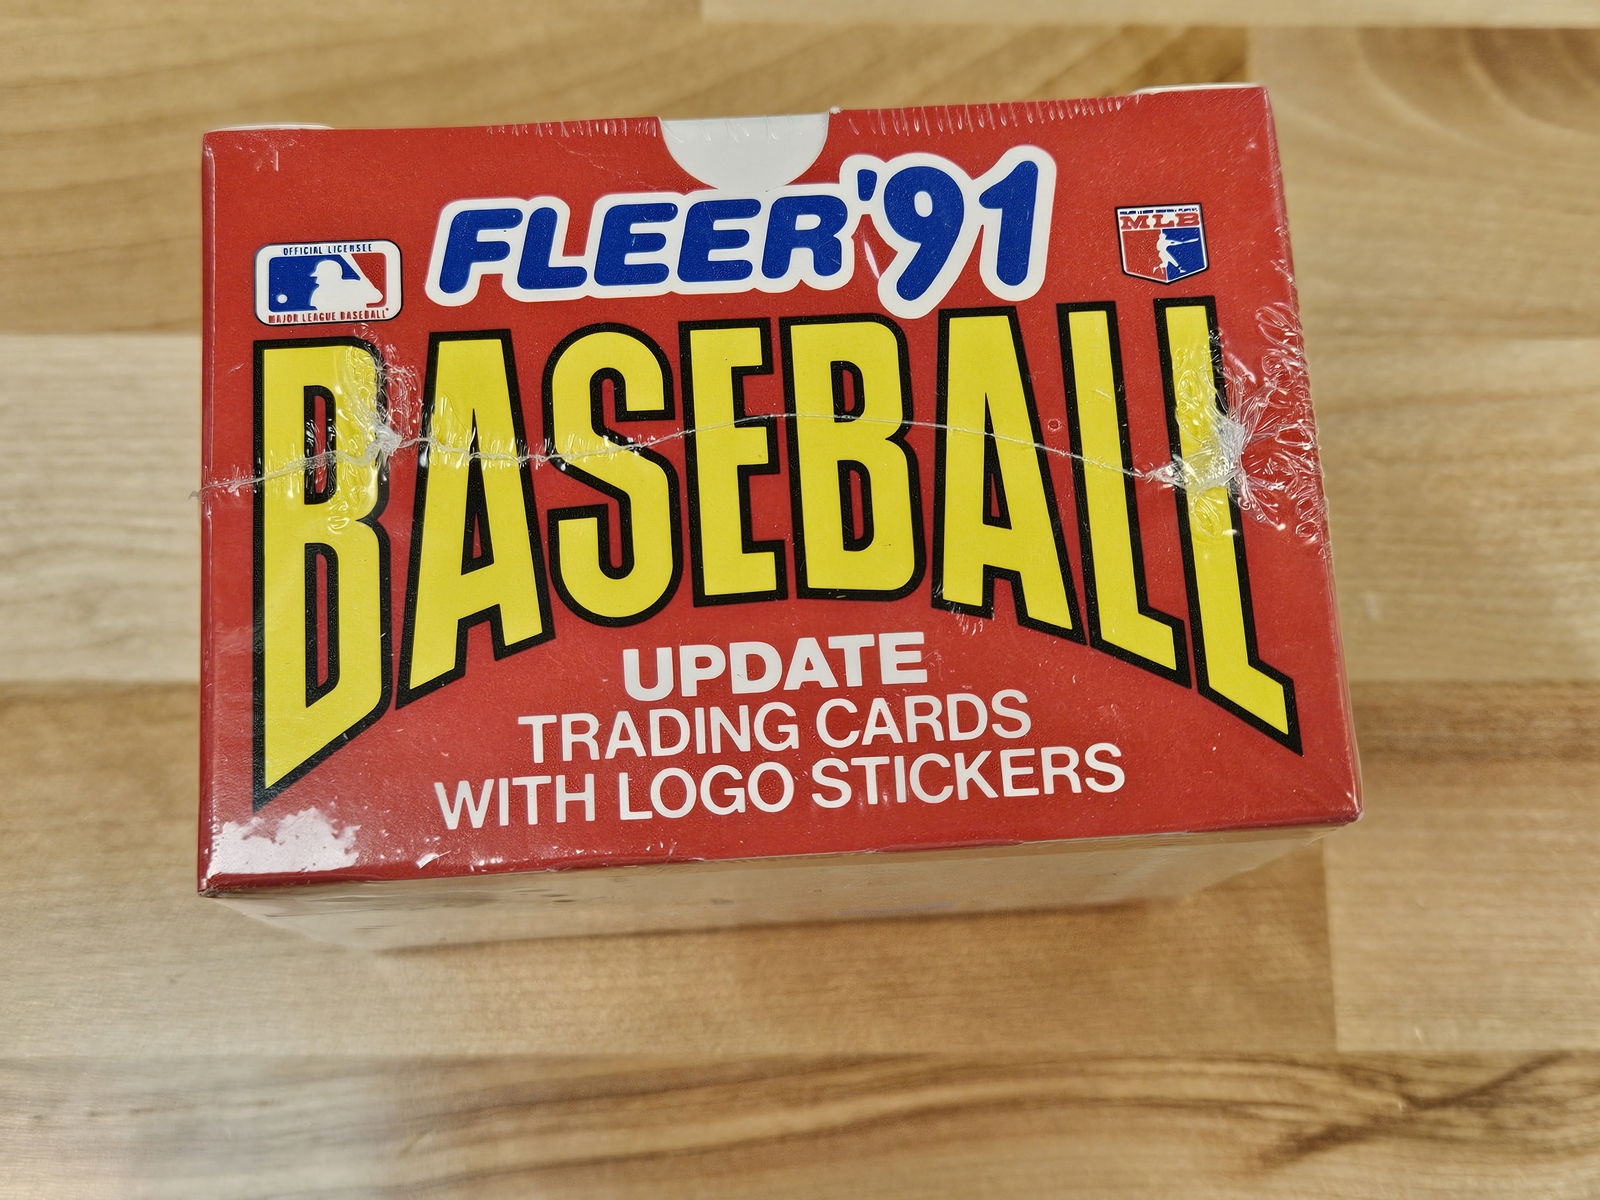 FLEER '91
OFFICIAL LICENSEE
MAJOR LEAGUE BASEBALL
MLB
BASEBALL
UPDATE
TRADING CARDS
WITH LOGO STICKERS